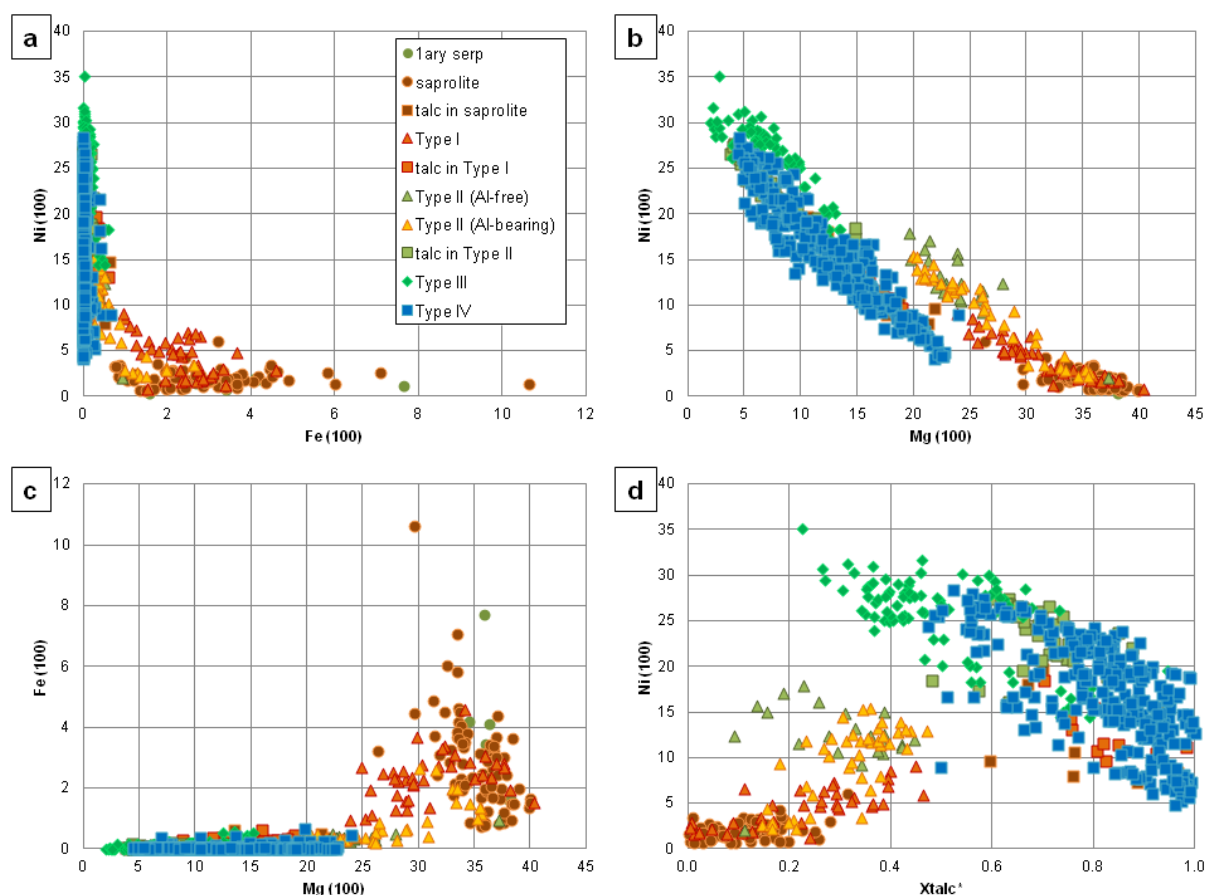 a
40
35
30
25
20
15
10
5
0
Ni (100)
0 2 4 6 8 10 12
Fe (100)
1ary serp
saprolite
talc in saprolite
Type I
talc in Type I
Type II (Al-free)
Type II (Al-bearing)
talc in Type II
Type III
Type IV
b
40
35
30
25
20
15
10
5
0
Ni (100)
0 5 10 15 20 25 30 35 40 45
Mg (100)
c
12
10
8
6
4
2
0
Fe (100)
0 5 10 15 20 25 30 35 40 45
Mg (100)
d
40
35
30
25
20
15
10
5
0
Ni (100)
0.0 0.2 0.4 0.6 0.8 1.0
Xtalc*